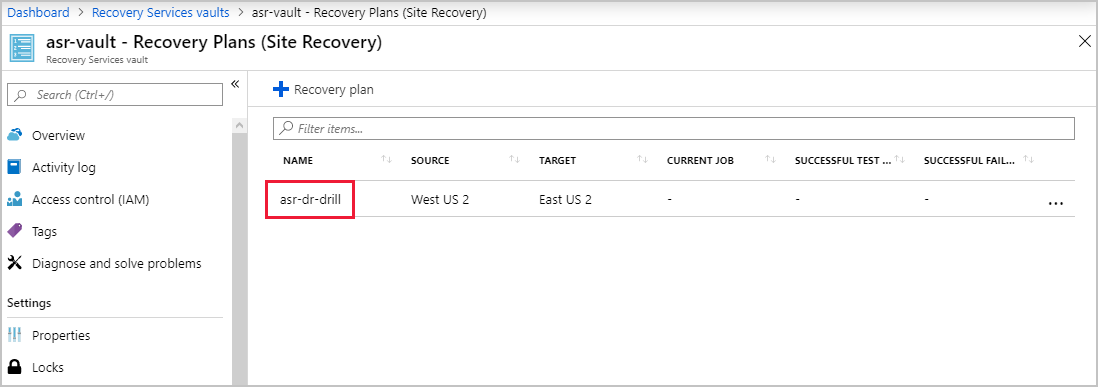 Dashboard > Recovery Services vaults > asr-vault - Recovery Plans (Site Recovery)
asr-vault - Recovery Plans (Site Recovery)
Recovery Services vault
Search (Ctrl+/)
Overview
Activity log
Access control (IAM)
Tags
Diagnose and solve problems
Settings
Properties
Locks
Recovery plan
Filter items...
NAME SOURCE TARGET CURRENT JOB SUCCESSFUL TEST ... SUCCESSFUL FAIL...
asr-dr-drill West US 2 East US 2 - - - ...